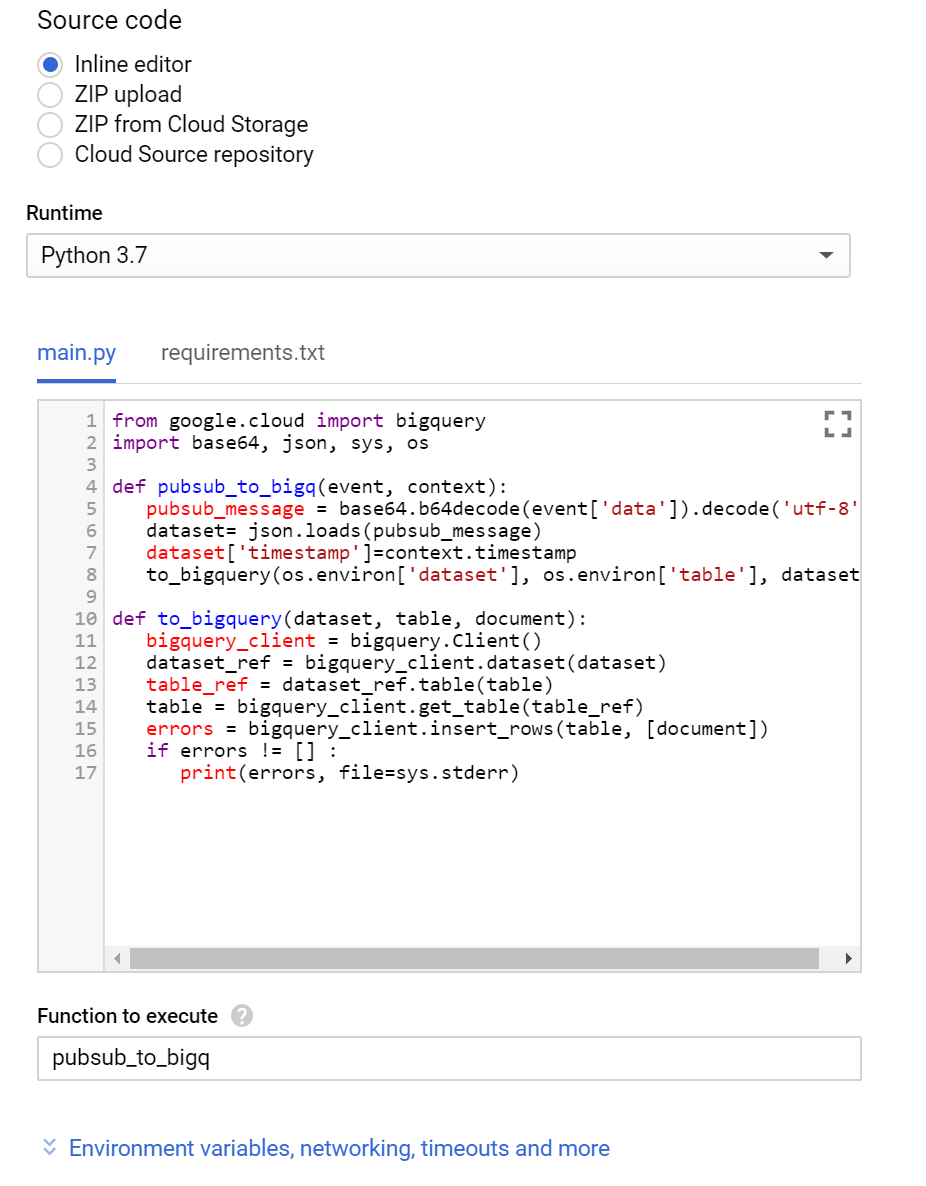 Source code
Inline editor
ZIP upload
ZIP from Cloud Storage
Cloud Source repository
Runtime
Python 3.7
main.py requirements.txt
1 from google.cloud import bigquery
2 import base64, json, sys, os
3
4 def pubsub_to_bigq(event, context):
5    pubsub_message = base64.b64decode(event['data']).decode('utf-8'
6    dataset= json.loads(pubsub_message)
7    dataset['timestamp']=context.timestamp
8    to_bigquery(os.environ['dataset'], os.environ['table'], dataset
9
10 def to_bigquery(dataset, table, document):
11    bigquery_client = bigquery.Client()
12    dataset_ref = bigquery_client.dataset(dataset)
13    table_ref = dataset_ref.table(table)
14    table = bigquery_client.get_table(table_ref)
15    errors = bigquery_client.insert_rows(table, [document])
16    if errors != [] :
17       print(errors, file=sys.stderr)
Function to execute ?
pubsub_to_bigq
Environment variables, networking, timeouts and more